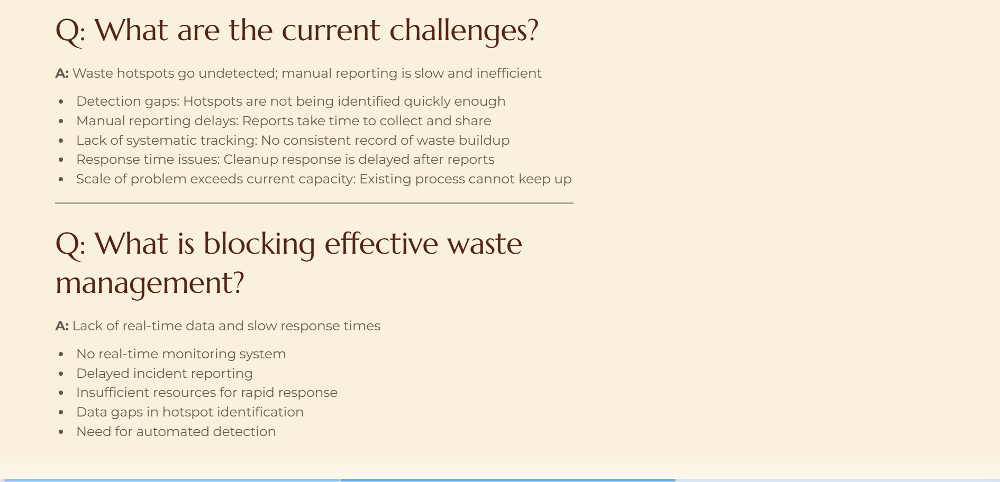 Q: What are the current challenges?
A: Waste hotspots go undetected; manual reporting is slow and inefficient
• Detection gaps: Hotspots are not being identified quickly enough
• Manual reporting delays: Reports take time to collect and share
• Lack of systematic tracking: No consistent record of waste buildup
• Response time issues: Cleanup response is delayed after reports
• Scale of problem exceeds current capacity: Existing process cannot keep up
Q: What is blocking effective waste
management?
A: Lack of real-time data and slow response times
• No real-time monitoring system
• Delayed incident reporting
• Insufficient resources for rapid response
• Data gaps in hotspot identification
• Need for automated detection